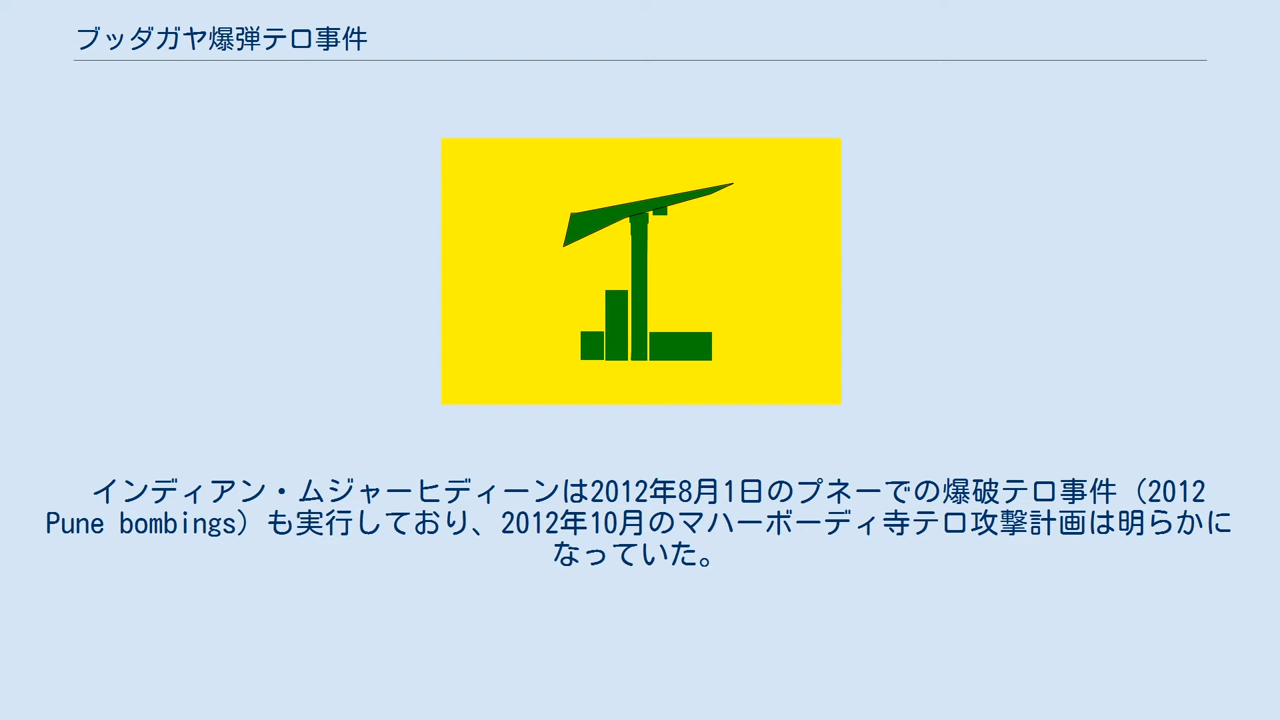 ブッダガヤ爆弾テロ事件
インディアン・ムジャーヒディーンは2012年8月1日のプネーでの爆破テロ事件（2012
Pune bombings）も実行しており、2012年10月のマハーボーディ寺テロ攻撃計画は明らかに
なっていた。